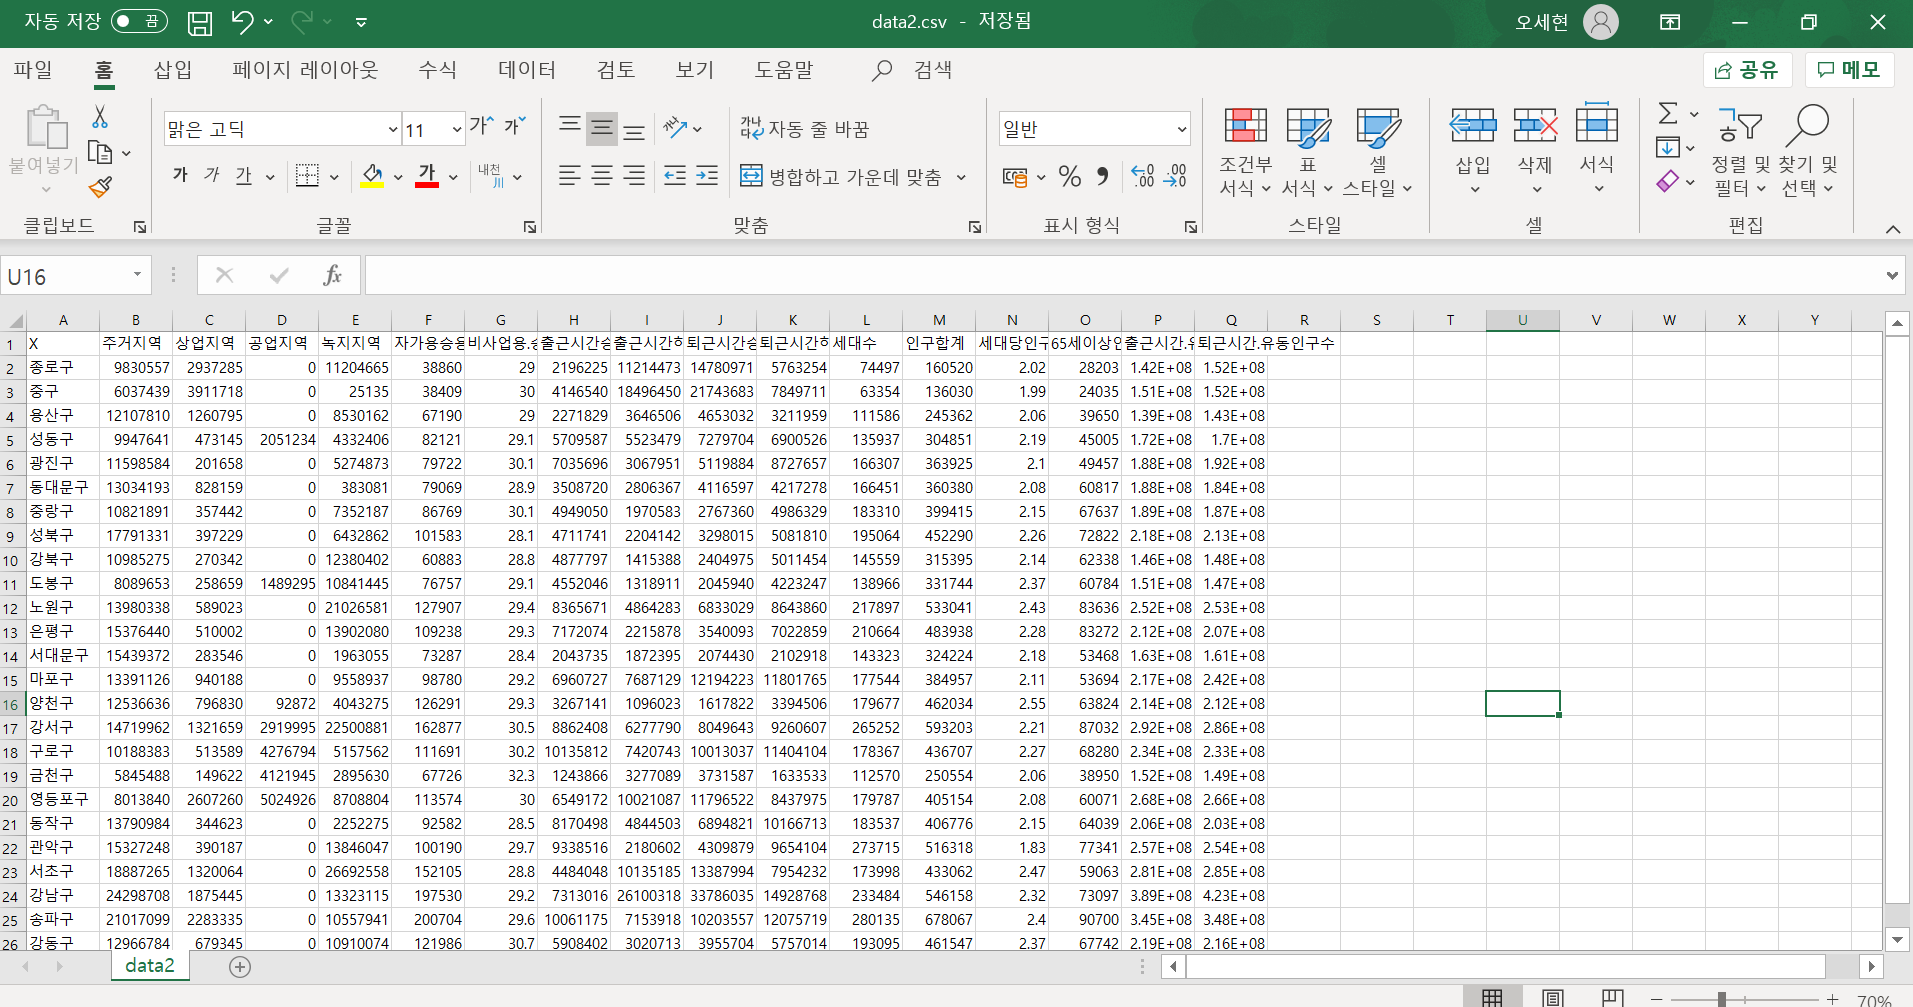 자동 저장 끔 data2.csv - 저장됨 오세현
파일 홈 삽입 페이지 레이아웃 수식 데이터 검토 보기 도움말 검색 공유 메모
붙여넣기 맑은 고딕 11 가^ 가ˇ 가나다 자동 줄 바꿈 일반 조건부 서식 표 서식 셀 스타일 삽입 삭제 서식 정렬 및 필터 찾기 및 선택
가 가 가 가 내천 川 병합하고 가운데 맞춤 % 9 .0 .00 .00 .0
클립보드 글꼴 맞춤 표시 형식 스타일 셀 편집
U16 fx
A B C D E F G H I J K L M N O P Q R S T U V W X Y
1 X 주거지역 상업지역 공업지역 녹지지역 자가용승용 비사업용.승 출근시간승 출근시간하 퇴근시간승 퇴근시간하 세대수 인구합계 세대당인구 65세이상인 출근시간.유 퇴근시간.유동인구수
2 종로구 9830557 2937285 0 11204665 38860 29 2196225 11214473 14780971 5763254 74497 160520 2.02 28203 1.42E+08 1.52E+08
3 중구 6037439 3911718 0 25135 38409 30 4146540 18496450 21743683 7849711 63354 136030 1.99 24035 1.51E+08 1.52E+08
4 용산구 12107810 1260795 0 8530162 67190 29 2271829 3646506 4653032 3211959 111586 245362 2.06 39650 1.39E+08 1.43E+08
5 성동구 9947641 473145 2051234 4332406 82121 29.1 5709587 5523479 7279704 6900526 135937 304851 2.19 45005 1.72E+08 1.7E+08
6 광진구 11598584 201658 0 5274873 79722 30.1 7035696 3067951 5119884 8727657 166307 363925 2.1 49457 1.88E+08 1.92E+08
7 동대문구 13034193 828159 0 383081 79069 28.9 3508720 2806367 4116597 4217278 166451 360380 2.08 60817 1.88E+08 1.84E+08
8 중랑구 10821891 357442 0 7352187 86769 30.1 4949050 1970583 2767360 4986329 183310 399415 2.15 67637 1.89E+08 1.87E+08
9 성북구 17791331 397229 0 6432862 101583 28.1 4711741 2204142 3298015 5081810 195064 452290 2.26 72822 2.18E+08 2.13E+08
10 강북구 10985275 270342 0 12380402 60883 28.8 4877797 1415388 2404975 5011454 145559 315395 2.14 62338 1.46E+08 1.48E+08
11 도봉구 8089653 258659 1489295 10841445 76757 29.1 4552046 1318911 2045940 4223247 138966 331744 2.37 60784 1.51E+08 1.47E+08
12 노원구 13980338 589023 0 21026581 127907 29.4 8365671 4864283 6833029 8643860 217897 533041 2.43 83636 2.52E+08 2.53E+08
13 은평구 15376440 510002 0 13902080 109238 29.3 7172074 2215878 3540093 7022859 210664 483938 2.28 83272 2.12E+08 2.07E+08
14 서대문구 15439372 283546 0 1963055 73287 28.4 2043735 1872395 2074430 2102918 143323 324224 2.18 53468 1.63E+08 1.61E+08
15 마포구 13391126 940188 0 9558937 98780 29.2 6960727 7687129 12194223 11801765 177544 384957 2.11 53694 2.17E+08 2.42E+08
16 양천구 12536636 796830 92872 4043275 126291 29.3 3267141 1096023 1617822 3394506 179677 462034 2.55 63824 2.14E+08 2.12E+08
17 강서구 14719962 1321659 2919995 22500881 162877 30.5 8862408 6277790 8049643 9260607 265252 593203 2.21 87032 2.92E+08 2.86E+08
18 구로구 10188383 513589 4276794 5157562 111691 30.2 10135812 7420743 10013037 11404104 178367 436707 2.27 68280 2.34E+08 2.33E+08
19 금천구 5845488 149622 4121945 2895630 67726 32.3 1243866 3277089 3731587 1633533 112570 250554 2.06 38950 1.52E+08 1.49E+08
20 영등포구 8013840 2607260 5024926 8708804 113574 30 6549172 10021087 11796522 8437975 179787 405154 2.08 60071 2.68E+08 2.66E+08
21 동작구 13790984 344623 0 2252275 92582 28.5 8170498 4844503 6894821 10166713 183537 406776 2.15 64039 2.06E+08 2.03E+08
22 관악구 15327248 390187 0 13846047 100190 29.7 9338516 2180602 4309879 9654104 273715 516318 1.83 77341 2.57E+08 2.54E+08
23 서초구 18887265 1320064 0 26692558 152105 28.8 4484048 10135185 13387994 7954232 173998 433062 2.47 59063 2.81E+08 2.85E+08
24 강남구 24298708 1875445 0 13323115 197530 29.2 7313016 26100318 33786035 14928768 233484 546158 2.32 73097 3.89E+08 4.23E+08
25 송파구 21017099 2283335 0 10557941 200704 29.6 10061175 7153918 10203557 12075719 280135 678067 2.4 90700 3.45E+08 3.48E+08
26 강동구 12966784 679345 0 10910074 121986 30.7 5908402 3020713 3955704 5757014 193095 461547 2.37 67742 2.19E+08 2.16E+08
data2
70%